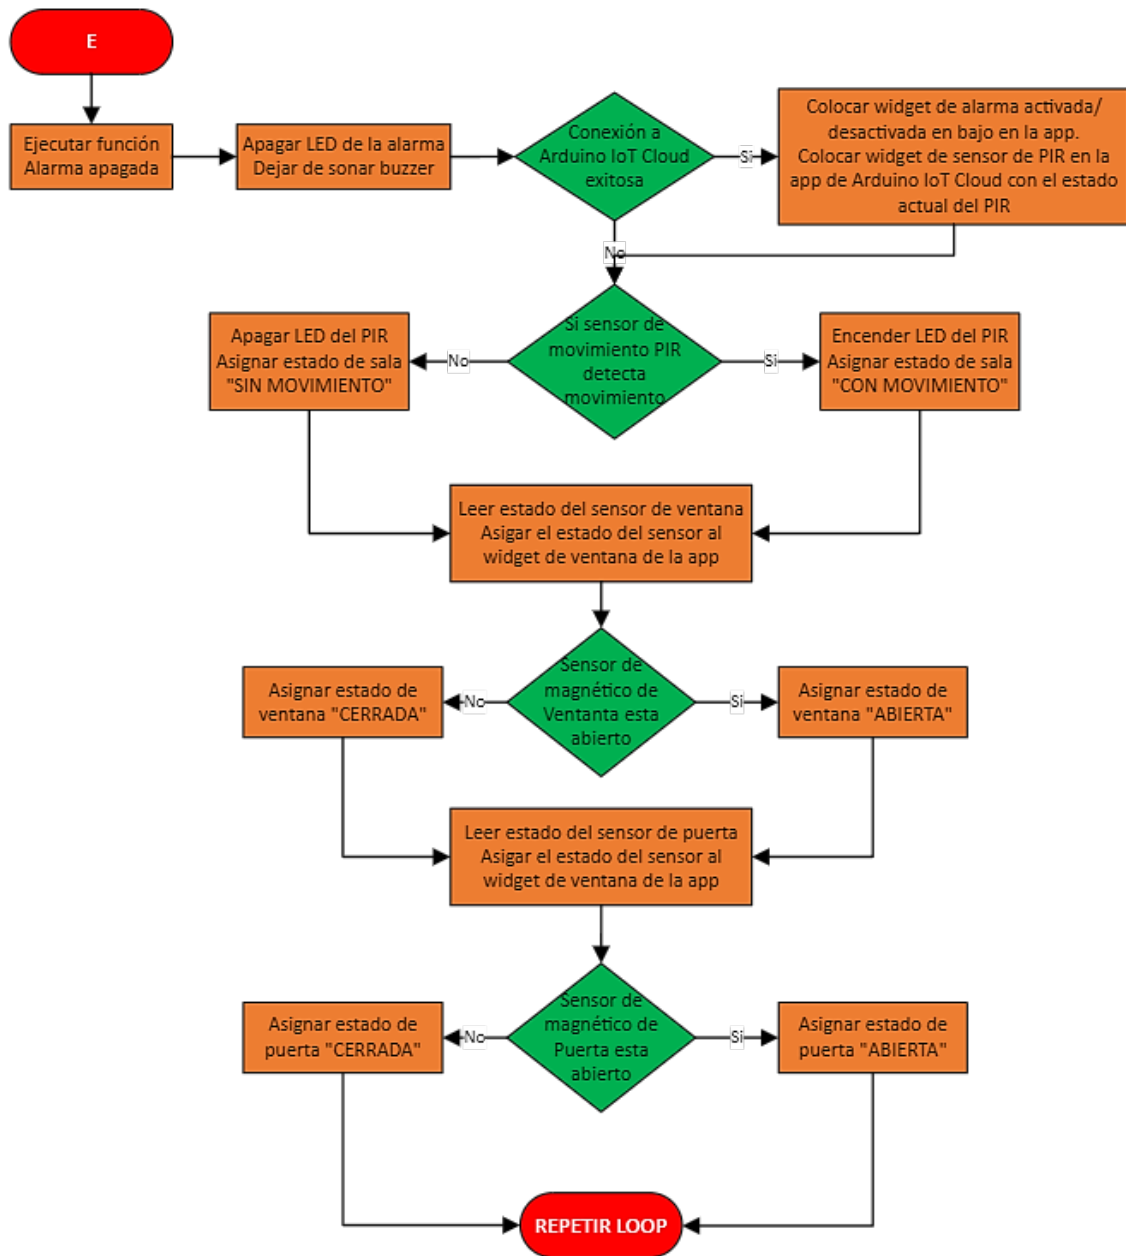 E
Ejecutar función
Alarma apagada
Apagar LED de la alarma
Dejar de sonar buzzer
Conexión a
Arduino IoT Cloud
exitosa
Si
Colocar widget de alarma activada/
desactivada en bajo en la app.
Colocar widget de sensor de PIR en la
app de Arduino IoT Cloud con el estado
actual del PIR
No
Apagar LED del PIR
Asignar estado de sala
"SIN MOVIMIENTO"
No
Si sensor de
movimiento PIR
detecta
movimiento
Si
Encender LED del PIR
Asignar estado de sala
"CON MOVIMIENTO"
Leer estado del sensor de ventana
Asigar el estado del sensor al
widget de ventana de la app
Asignar estado de
ventana "CERRADA"
No
Sensor de
magnético de
Ventanta esta
abierto
Si
Asignar estado de
ventana "ABIERTA"
Leer estado del sensor de puerta
Asigar el estado del sensor al
widget de ventana de la app
Asignar estado de
puerta "CERRADA"
No
Sensor de
magnético de
Puerta esta
abierto
Si
Asignar estado de
puerta "ABIERTA"
REPETIR LOOP